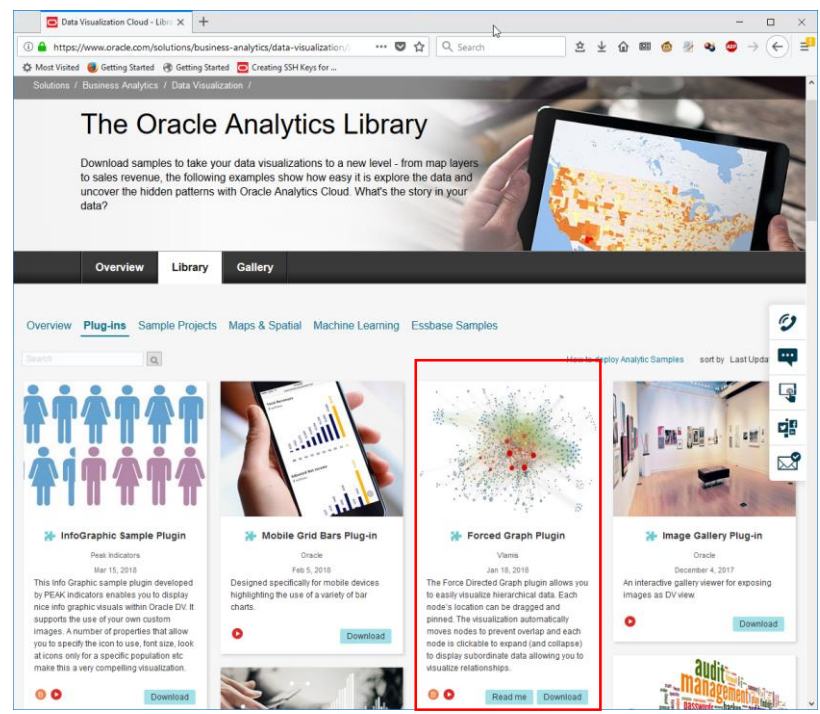 Data Visualization Cloud - Libra
https://www.oracle.com/solutions/business-analytics/data-visualization/
Search
Most Visited Getting Started Getting Started Creating SSH Keys for ...
Solutions / Business Analytics / Data Visualization /
The Oracle Analytics Library
Download samples to take your data visualizations to a new level - from map layers
to sales revenue, the following examples show how easy it is explore the data and
uncover the hidden patterns with Oracle Analytics Cloud. What's the story in your
data?
Overview Library Gallery
Overview Plug-ins Sample Projects Maps & Spatial Machine Learning Essbase Samples
Search
How to deploy Analytic Samples sort by Last Upda
InfoGraphic Sample Plugin
Peak Indicators
Mar 15, 2018
This Info Graphic sample plugin developed
by PEAK indicators enables you to display
nice info graphic visuals within Oracle DV. It
supports the use of your own custom
images. A number of properties that allow
you to specify the icon to use, font size, look
at icons only for a specific population etc
make this a very compelling visualization.
Download
Mobile Grid Bars Plug-in
Oracle
Feb 5, 2018
Designed specifically for mobile devices
highlighting the use of a variety of bar
charts.
Download
Forced Graph Plugin
Vlamis
Jan 18, 2018
The Force Directed Graph plugin allows you
to easily visualize hierarchical data. Each
node's location can be dragged and
pinned. The visualization automatically
moves nodes to prevent overlap and each
node is clickable to expand (and collapse)
to display subordinate data allowing you to
visualize relationships.
Read me Download
Image Gallery Plug-in
Oracle
December 4, 2017
An interactive gallery viewer for exposing
images as DV view.
Download
audit
management
passwords